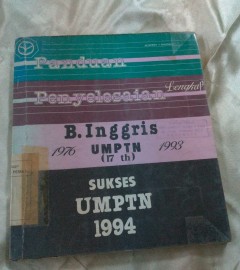 Panduan
Penyelesaian Lengkap
B. Inggris
1976 UMPTN 1993
(17 th)
SUKSES
UMPTN
1994